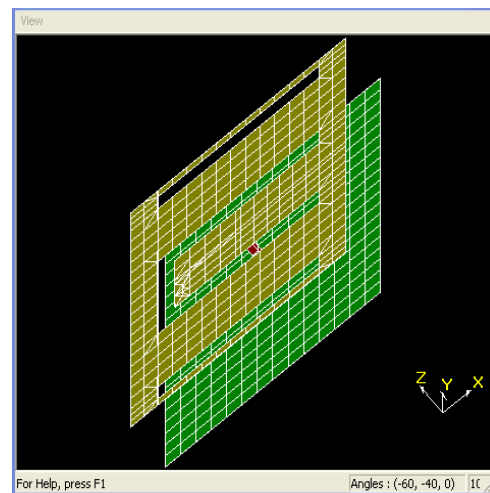 View
Z Y X
For Help, press F1 Angles : (-60, -40, 0)